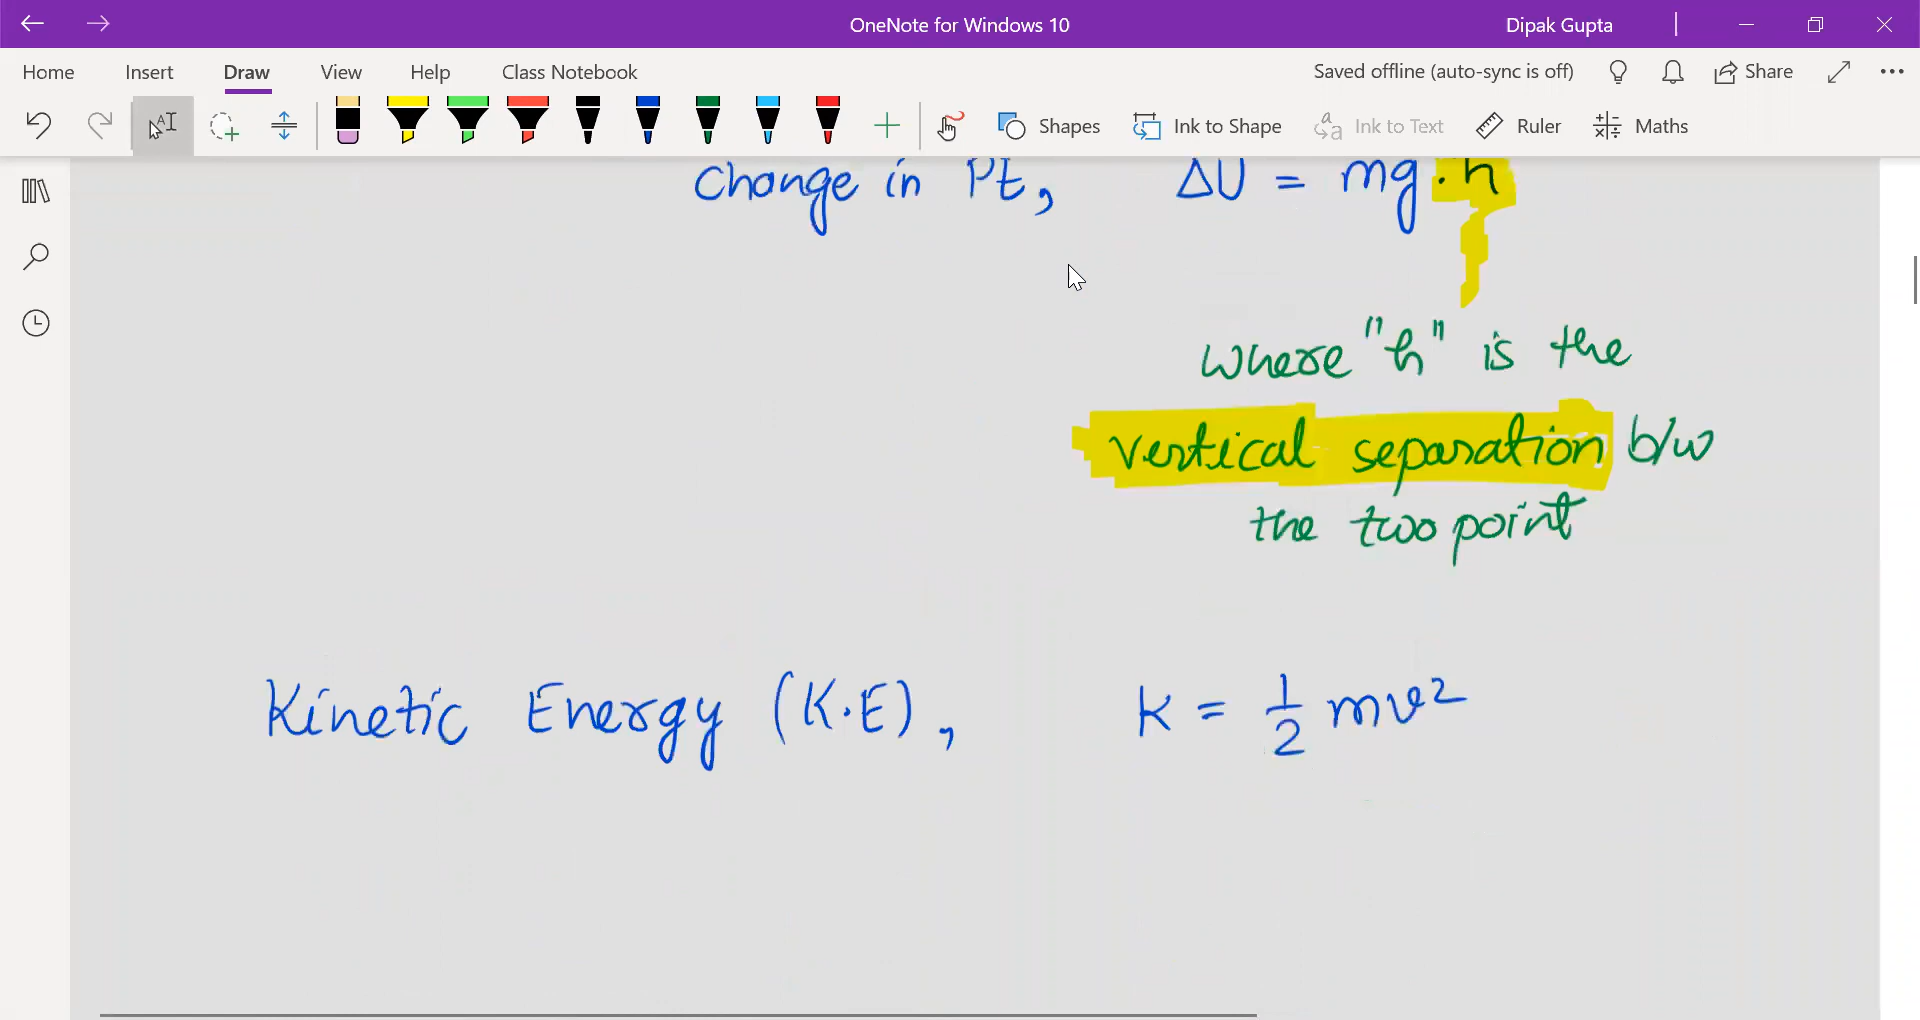 OneNote for Windows 10
Dipak Gupta
Home Insert Draw View Help Class Notebook
Saved offline (auto-sync is off) Share
Shapes Ink to Shape Ink to Text Ruler Maths
Change in PE, ΔU = mg.h
where "h" is the
vertical separation b/w
the two point
Kinetic Energy (K.E), K = 1/2 mv²